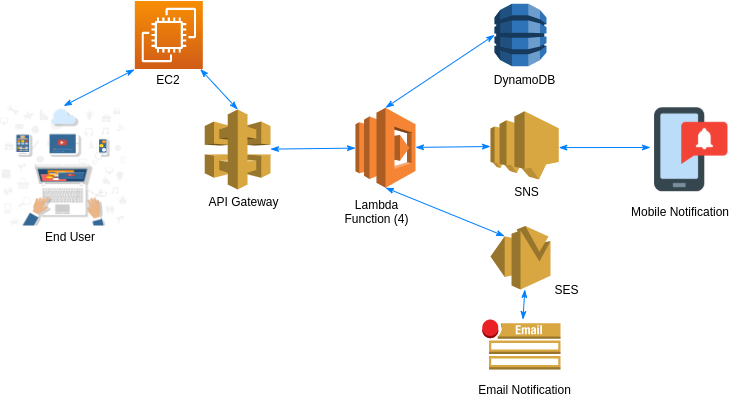 EC2
DynamoDB
End User
API Gateway
Lambda
Function (4)
SNS
Mobile Notification
SES
Email
Email Notification